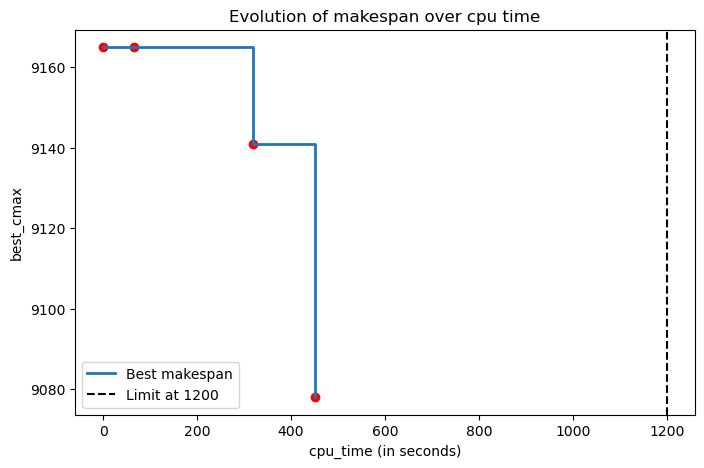 Evolution of makespan over cpu time
best_cmax
9160
9140
9120
9100
9080
Best makespan
Limit at 1200
0 200 400 600 800 1000 1200
cpu_time (in seconds)